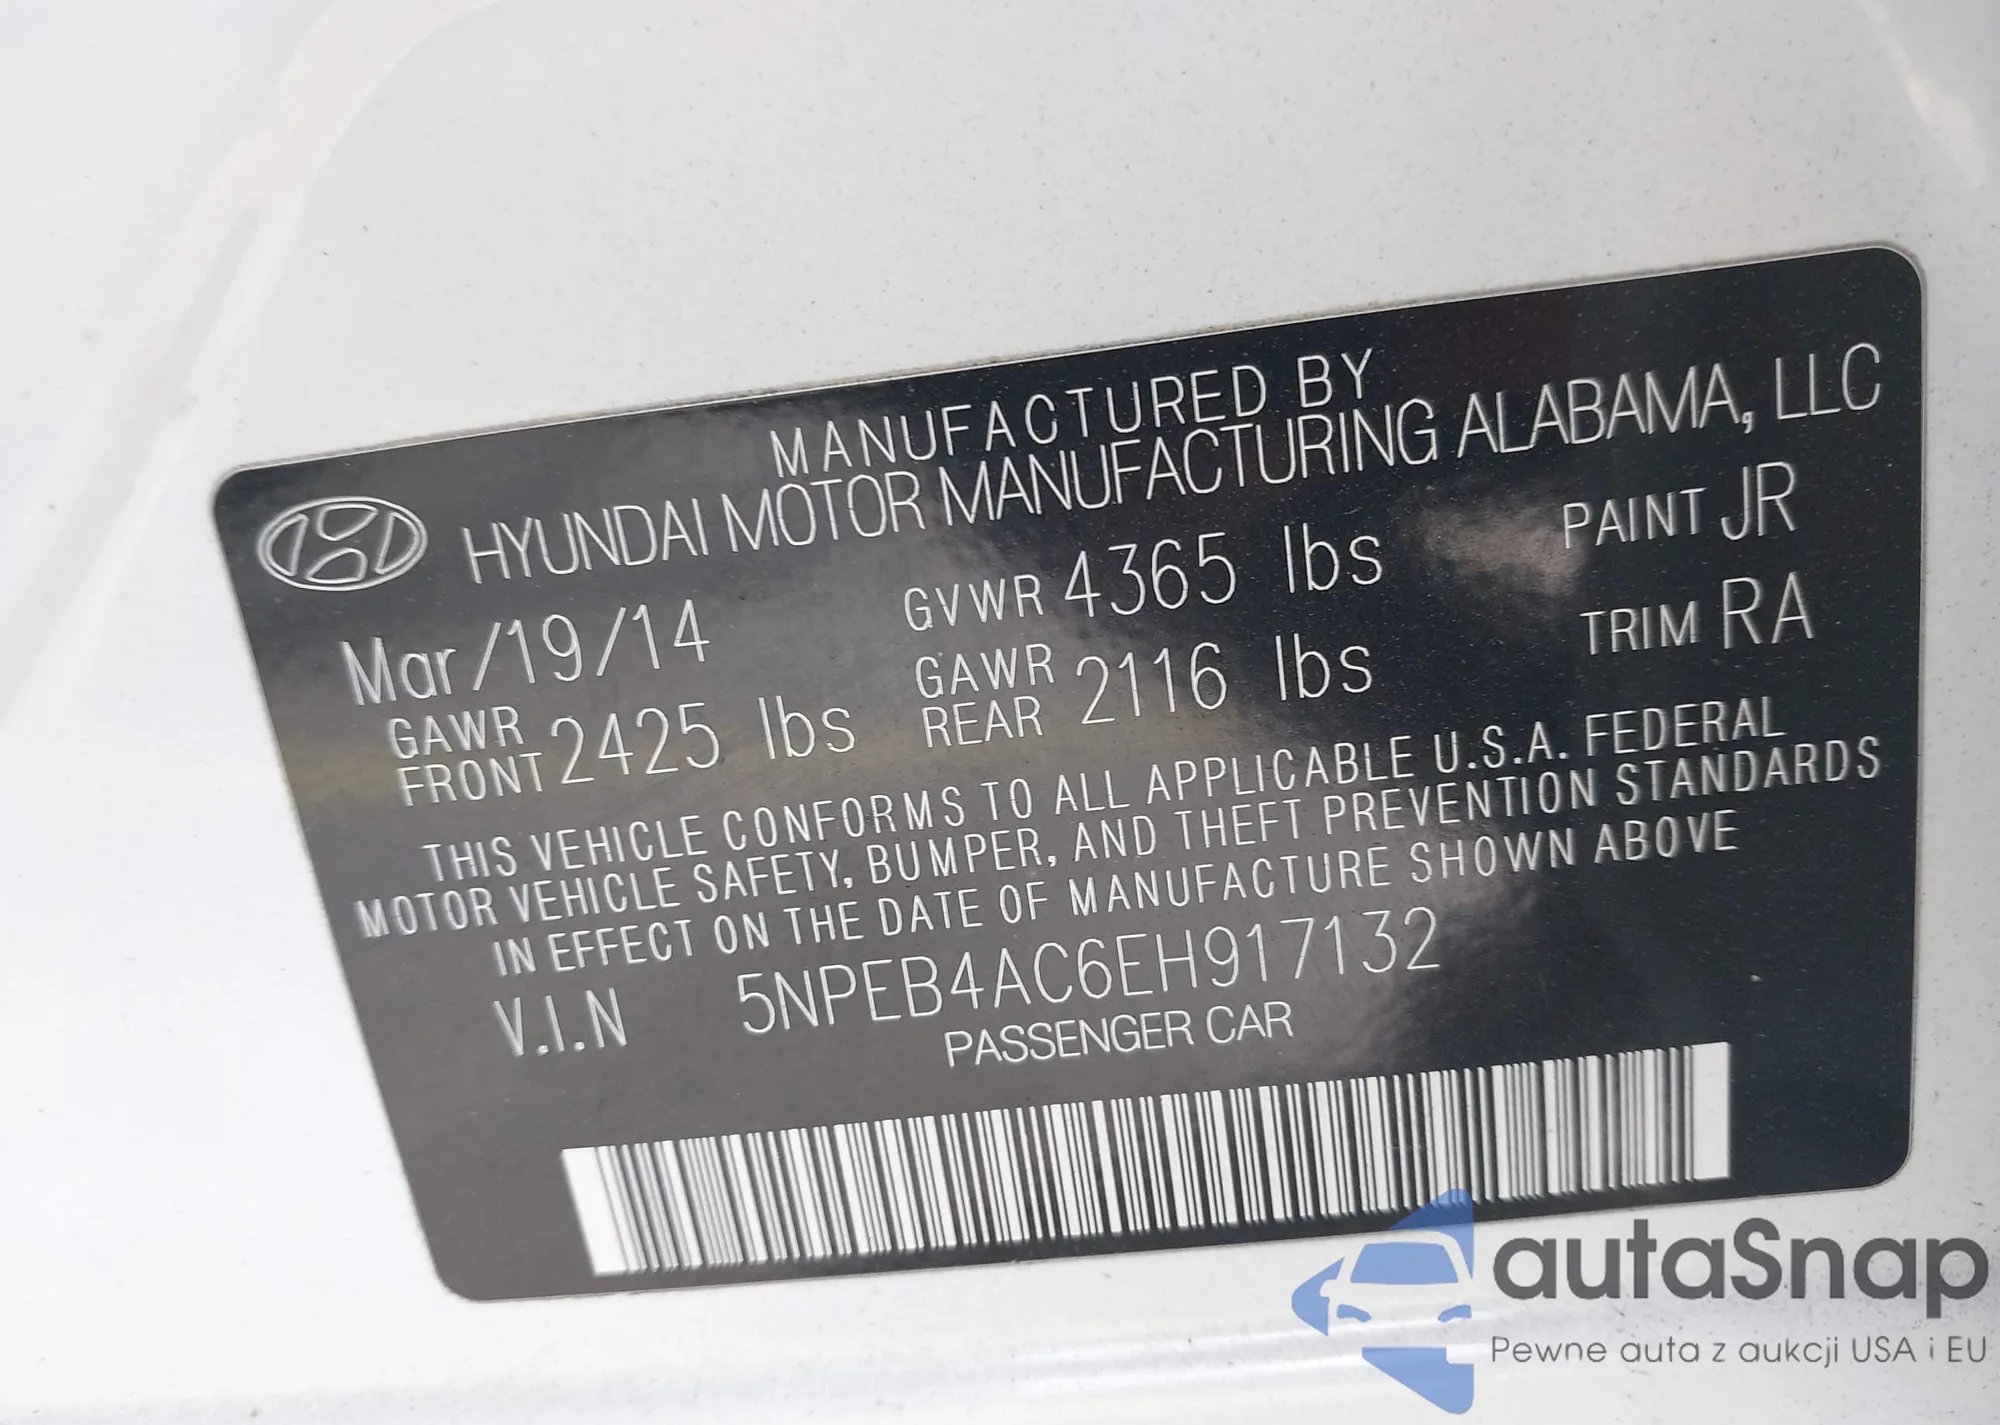 MANUFACTURED BY
HYUNDAI MOTOR MANUFACTURING ALABAMA, LLC
Mar/19/14 GVWR 4365 lbs PAINT JR
GAWR FRONT 2425 lbs GAWR REAR 2116 lbs TRIM RA
THIS VEHICLE CONFORMS TO ALL APPLICABLE U.S.A. FEDERAL
MOTOR VEHICLE SAFETY, BUMPER, AND THEFT PREVENTION STANDARDS
IN EFFECT ON THE DATE OF MANUFACTURE SHOWN ABOVE
V.I.N 5NPEB4AC6EH917132
PASSENGER CAR
autaSnap
Pewne auta z aukcji USA i EU